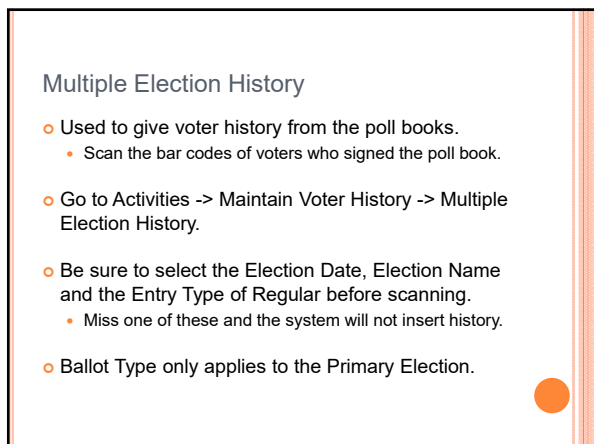 Multiple Election History
Used to give voter history from the poll books.
Scan the bar codes of voters who signed the poll book.
Go to Activities -> Maintain Voter History -> Multiple
Election History.
Be sure to select the Election Date, Election Name
and the Entry Type of Regular before scanning.
Miss one of these and the system will not insert history.
Ballot Type only applies to the Primary Election.